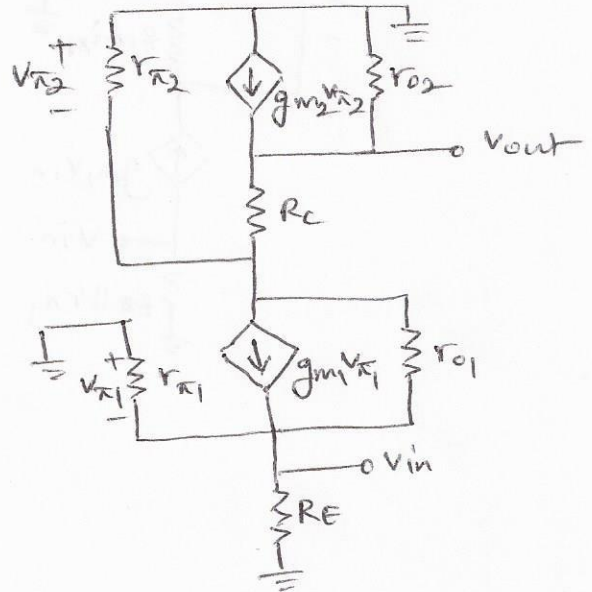 +
Vπ2
−
rπ2
gm2vπ2
ro2
Vout
RC
+
Vπ1
−
rπ1
gm1vπ1
ro1
Vin
RE